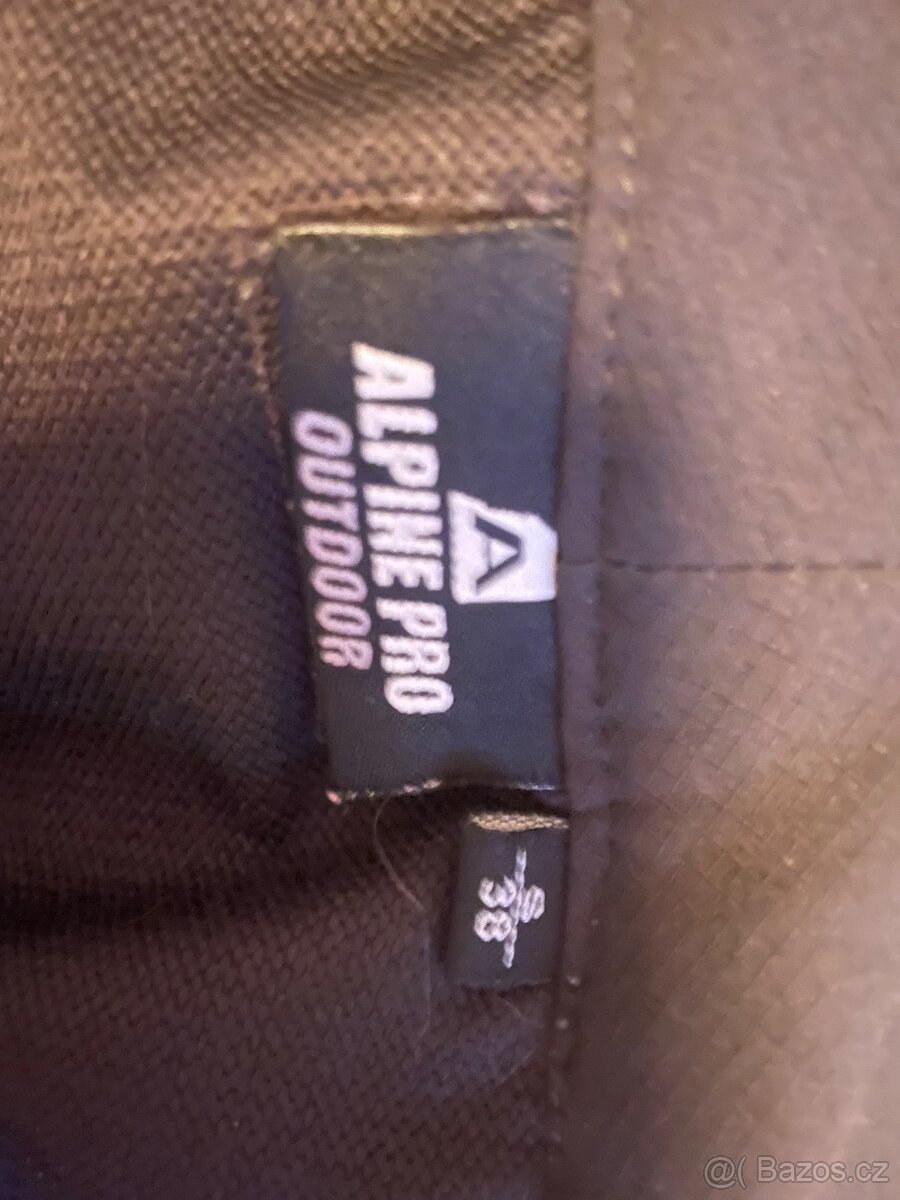 A
ALPINE PRO
OUTDOOR
S
38
@( Bazos.cz